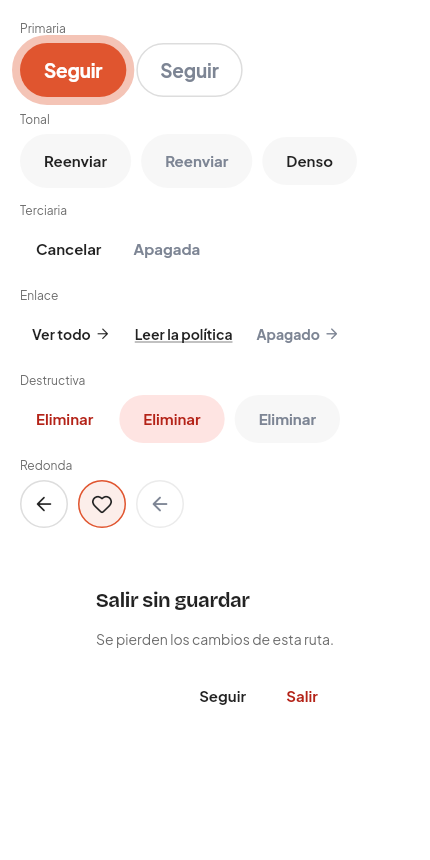 Primaria
Seguir Seguir
Tonal
Reenviar Reenviar Denso
Terciaria
Cancelar Apagada
Enlace
Ver todo → Leer la política Apagado →
Destructiva
Eliminar Eliminar Eliminar
Redonda
Salir sin guardar
Se pierden los cambios de esta ruta.
Seguir Salir